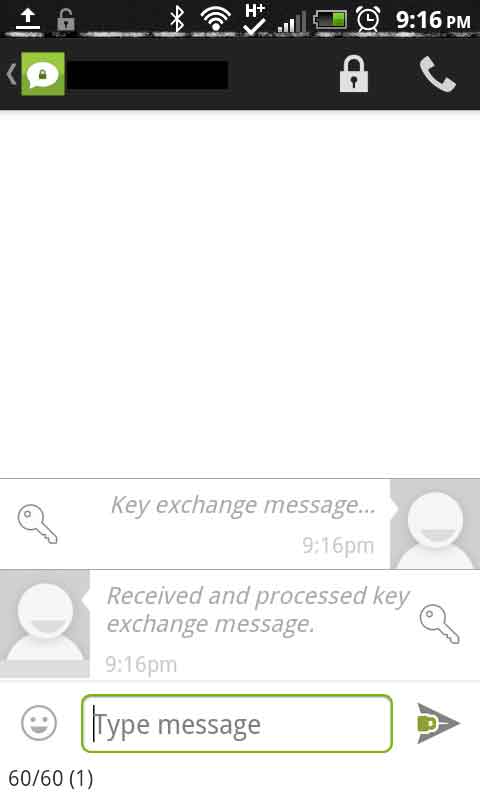 H+
9:16 PM
Key exchange message...
9:16pm
Received and processed key
exchange message.
9:16pm
Type message
60/60 (1)